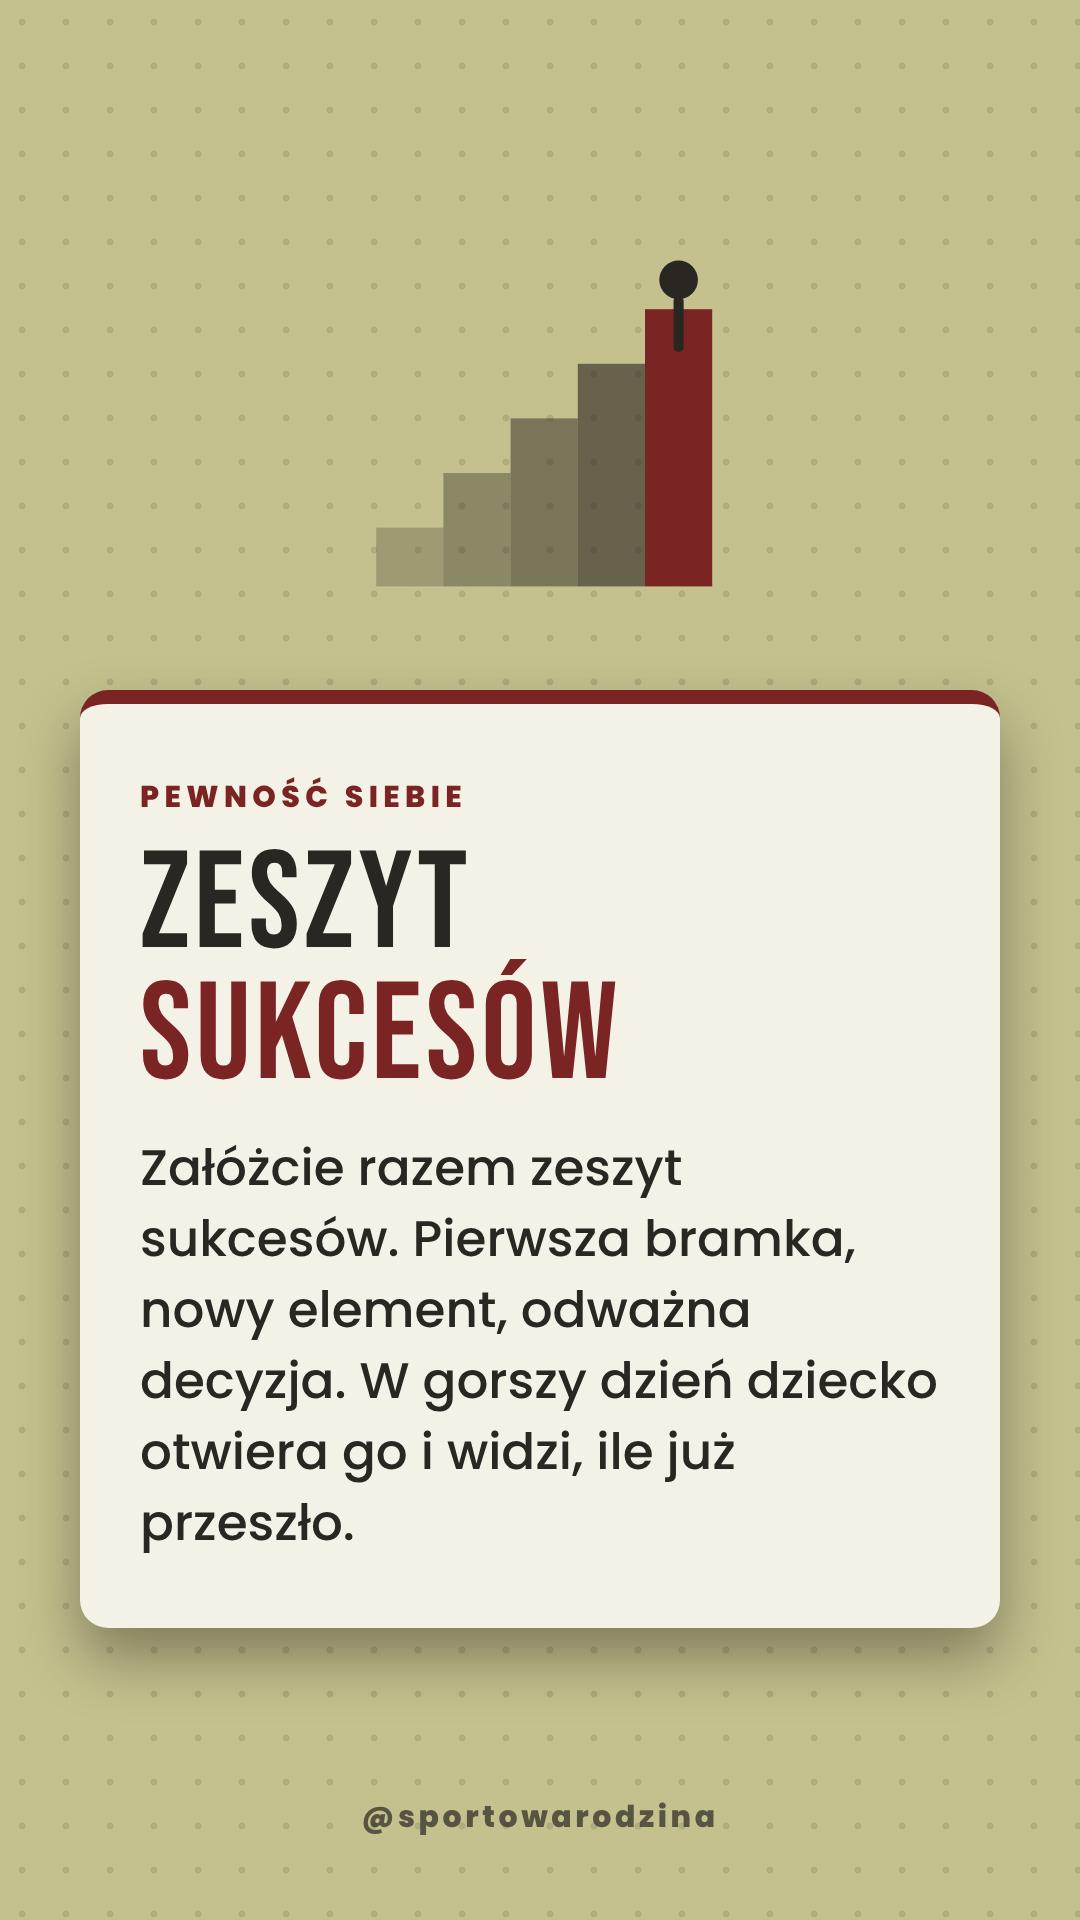 PEWNOŚĆ SIEBIE
ZESZYT
SUKCESÓW
Załóżcie razem zeszyt
sukcesów. Pierwsza bramka,
nowy element, odważna
decyzja. W gorszy dzień dziecko
otwiera go i widzi, ile już
przeszło.
@sportowarodzina